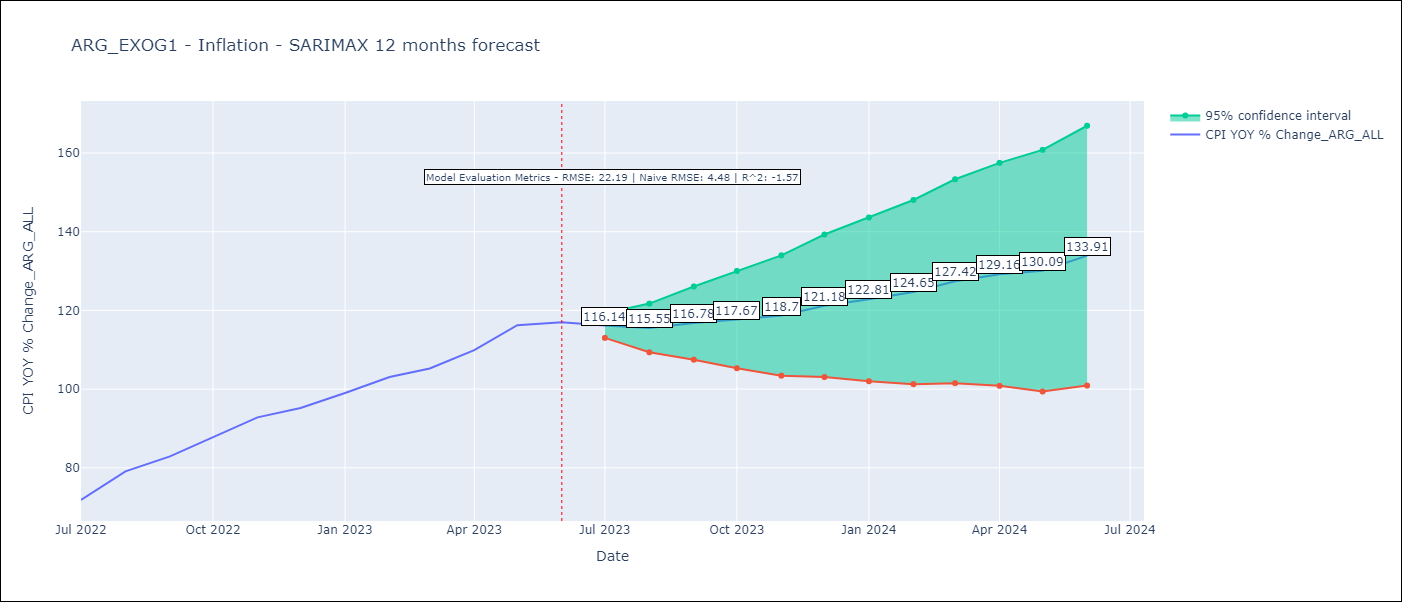 ARG_EXOG1 - Inflation - SARIMAX 12 months forecast
95% confidence interval
CPI YOY % Change_ARG_ALL
Model Evaluation Metrics - RMSE: 22.19 | Naive RMSE: 4.48 | R^2: -1.57
CPI YOY % Change_ARG_ALL
160
140
120
100
80
116.14
115.55
116.78
117.67
118.7
121.18
122.81
124.65
127.42
129.16
130.09
133.91
Jul 2022
Oct 2022
Jan 2023
Apr 2023
Jul 2023
Oct 2023
Jan 2024
Apr 2024
Jul 2024
Date